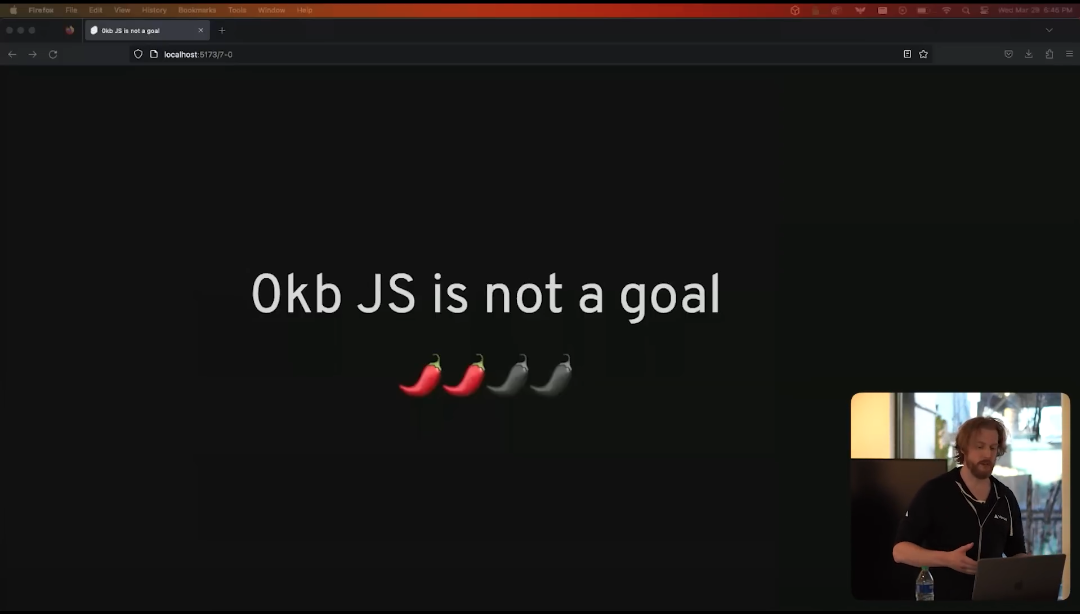 Firefox File Edit View History Bookmarks Tools Window Help
Wed Mar 29 6:46 PM
0kb JS is not a goal
localhost:5173/7-0
0kb JS is not a goal